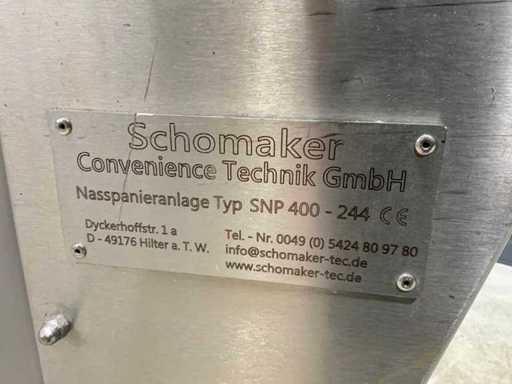 Schomaker
Convenience Technik GmbH
Nasspanieranlage Typ SNP 400 - 244 CE
Dyckerhoffstr. 1 a
D - 49176 Hilter a. T. W.
Tel. - Nr. 0049 (0) 5424 80 97 80
info@schomaker-tec.de
www.schomaker-tec.de